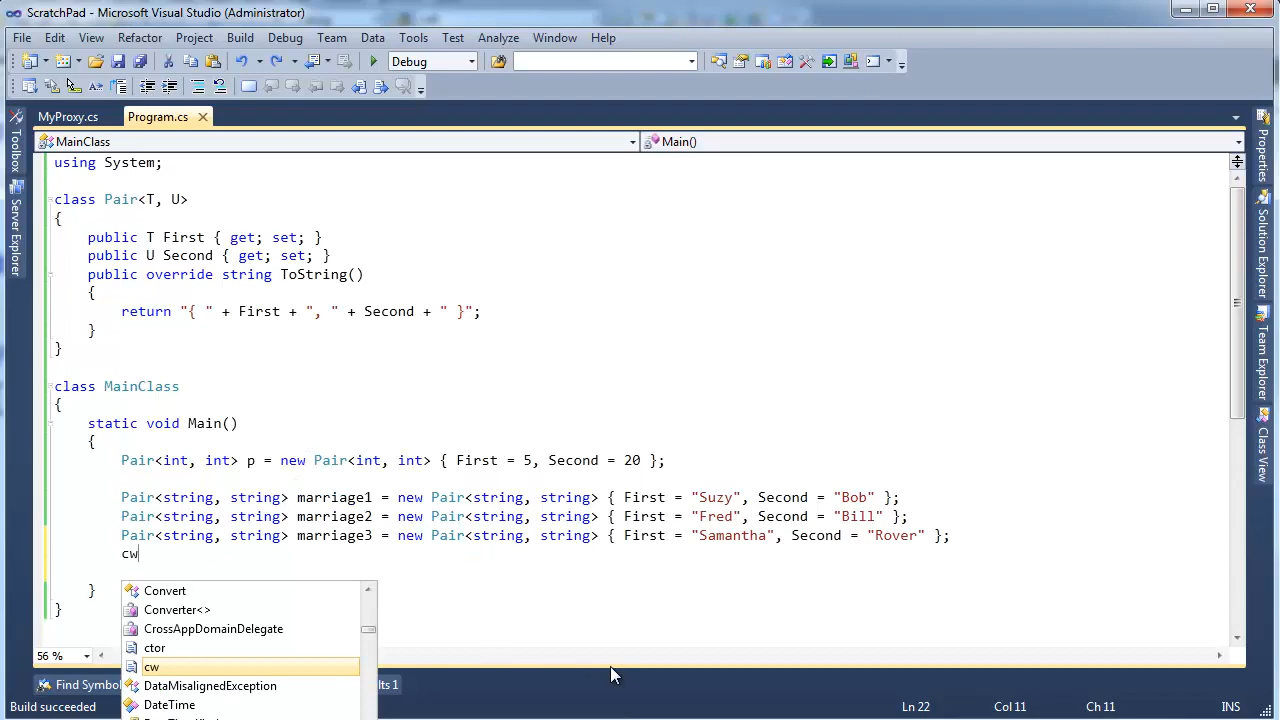 ScratchPad - Microsoft Visual Studio (Administrator)
File Edit View Refactor Project Build Debug Team Data Tools Test Analyze Window Help
Debug
MyProxy.cs Program.cs
MainClass Main()
Toolbox
Server Explorer
using System;
class Pair<T, U>
{
public T First { get; set; }
public U Second { get; set; }
public override string ToString()
{
return "{ " + First + ", " + Second + " }";
}
}
class MainClass
{
static void Main()
{
Pair<int, int> p = new Pair<int, int> { First = 5, Second = 20 };
Pair<string, string> marriage1 = new Pair<string, string> { First = "Suzy", Second = "Bob" };
Pair<string, string> marriage2 = new Pair<string, string> { First = "Fred", Second = "Bill" };
Pair<string, string> marriage3 = new Pair<string, string> { First = "Samantha", Second = "Rover" };
cw
}
}
Convert
Converter<>
CrossAppDomainDelegate
ctor
cw
DataMisalignedException
DateTime
Properties
Solution Explorer
Team Explorer
Class View
56 %
Find Symbol
lts 1
Build succeeded Ln 22 Col 11 Ch 11 INS